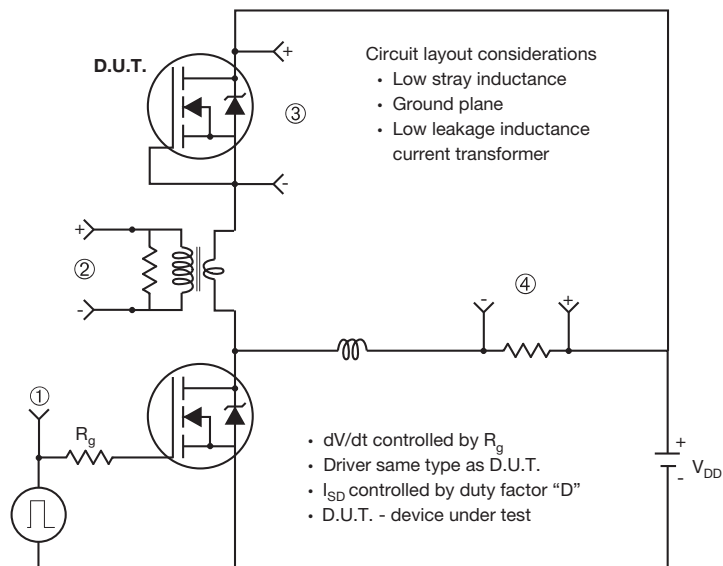 D.U.T.
+
③
-
Circuit layout considerations
• Low stray inductance
• Ground plane
• Low leakage inductance
current transformer
+
②
-
-
④
+
①
Rg
• dV/dt controlled by Rg
• Driver same type as D.U.T.
• ISD controlled by duty factor “D”
• D.U.T. - device under test
+
-
VDD